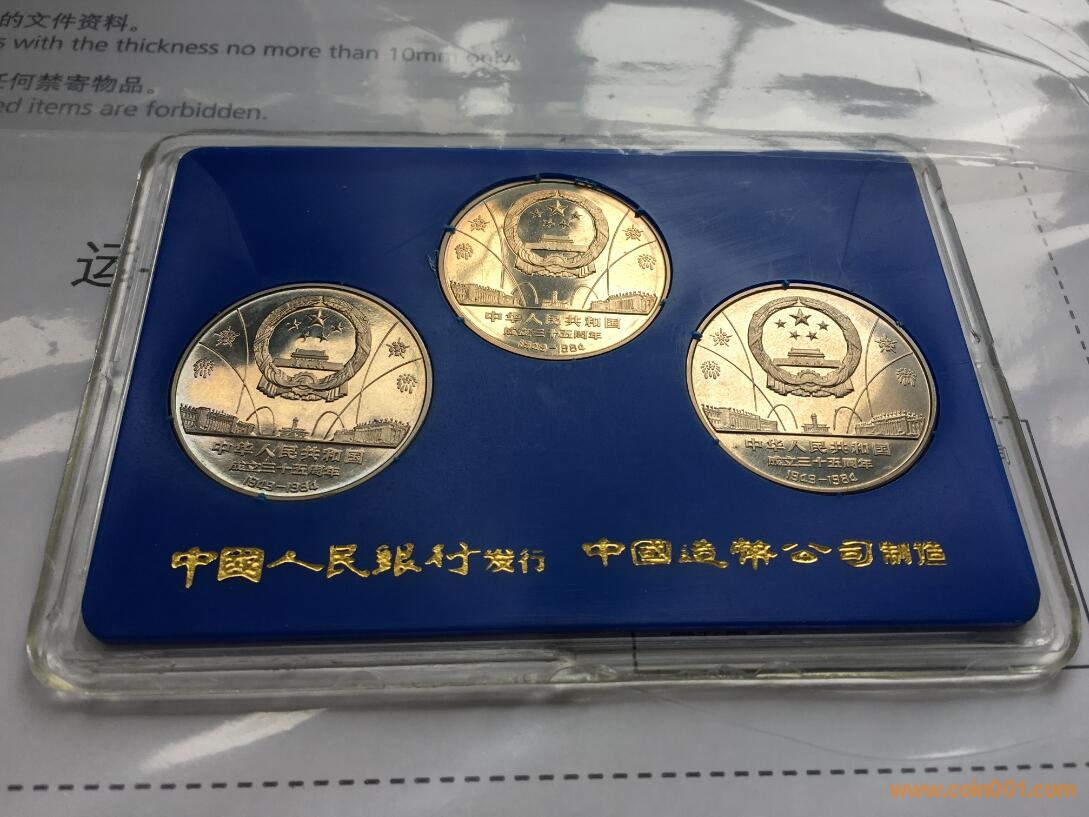 的文件资料。
s with the thickness no more than 10mm only.
任何禁寄物品。
ed items are forbidden.
运
中华人民共和国
成立三十五周年
1949-1984
中华人民共和国
成立三十五周年
1949-1984
中华人民共和国
成立三十五周年
1949-1984
中國人民銀行发行 中國造幣公司制造
www.coin001.com